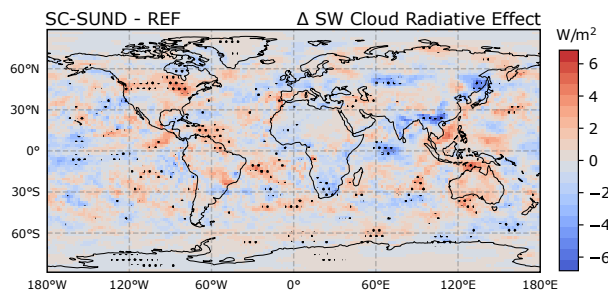 SC-SUND - REF Δ SW Cloud Radiative Effect
W/m²
60°N
30°N
0°
30°S
60°S
180°W 120°W 60°W 0° 60°E 120°E 180°E
6
4
2
0
−2
−4
−6